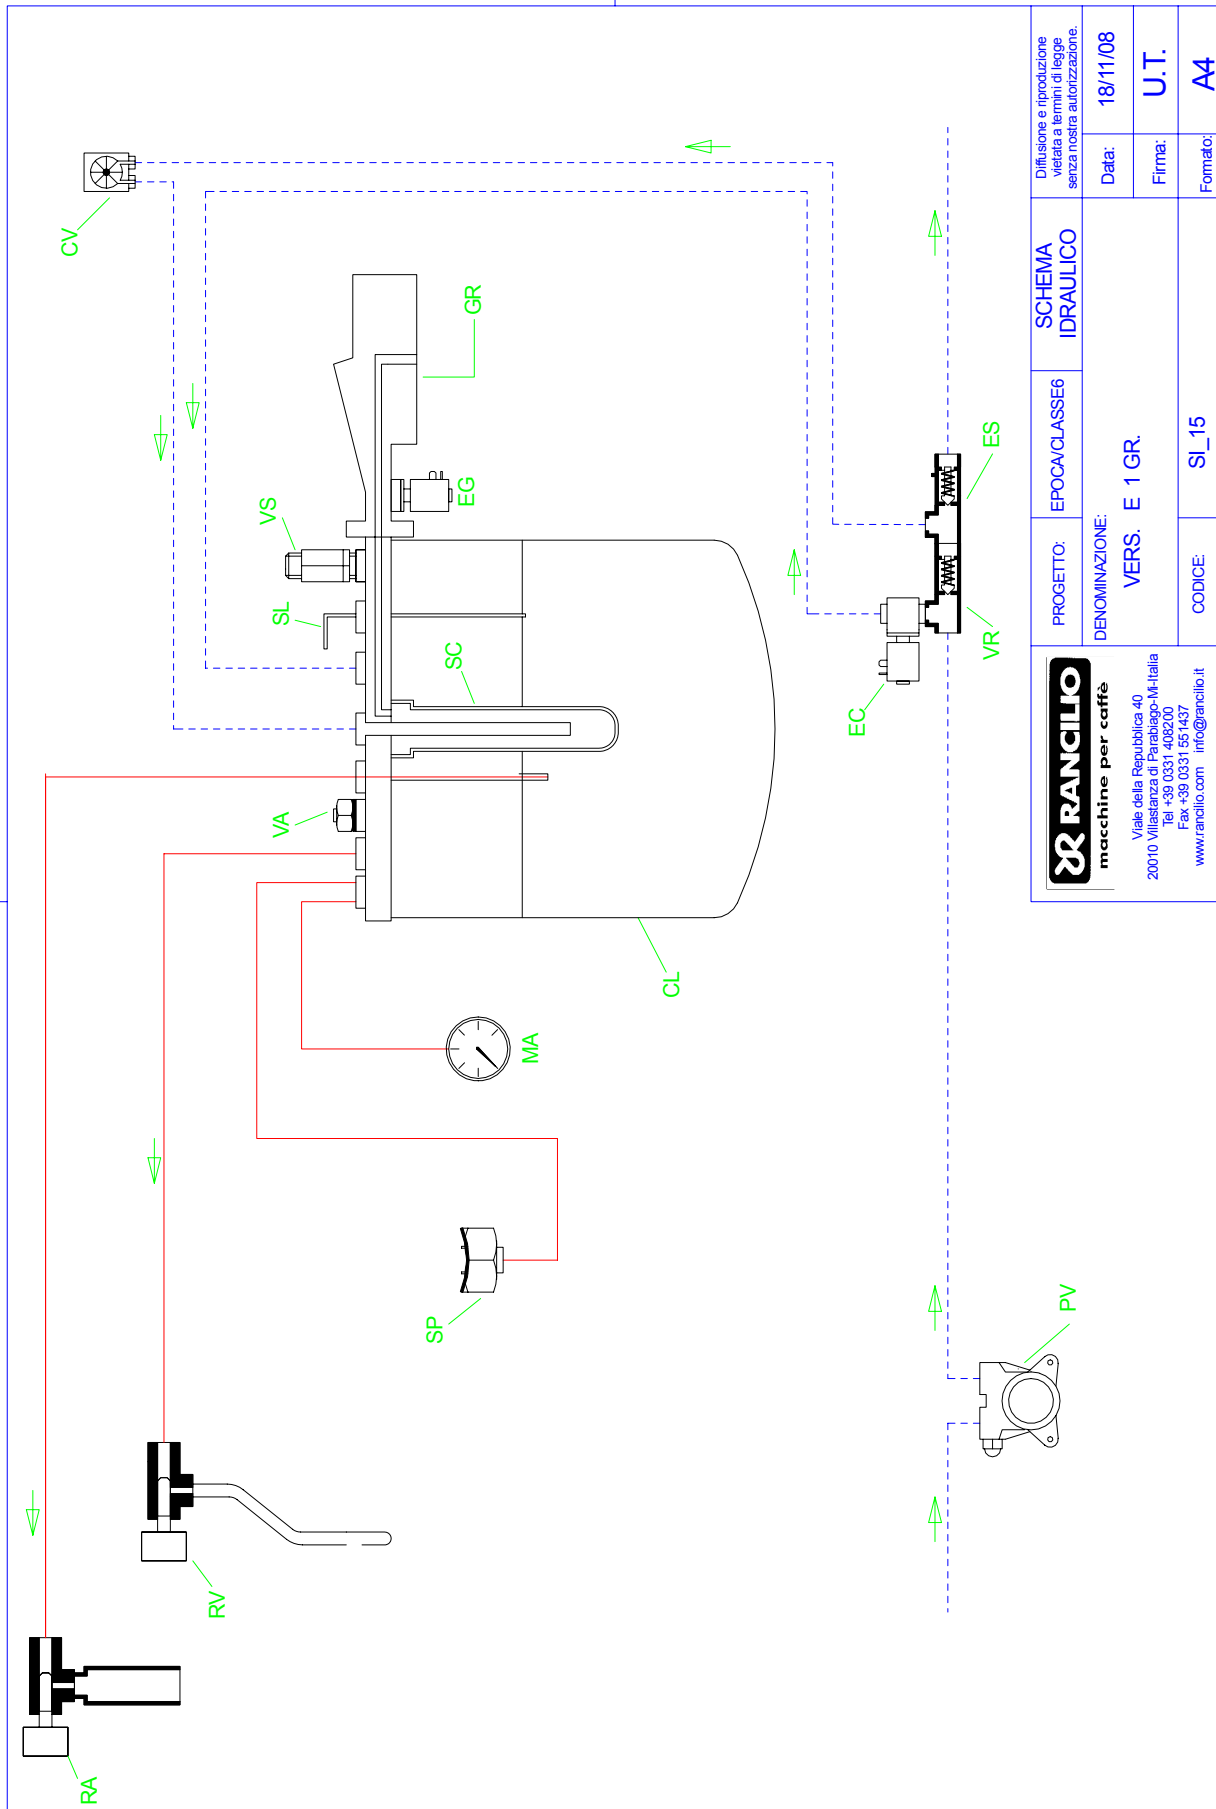 RA
RV
SP
MA
CL
VA
SL
VS
SC
EG
GR
CV
PV
EC
VR
ES
RANCILIO
macchine per caffè
Viale della Repubblica 40
20010 Villastanza di Parabiago-MI-Italia
Tel +39 0331 408200
Fax +39 0331 551437
www.rancilio.com info@rancilio.it
PROGETTO:
EPOCA/CLASSE6
SCHEMA
IDRAULICO
Diffusione e riproduzione
vietata a termini di legge
senza nostra autorizzazione.
DENOMINAZIONE:
VERS. E 1 GR.
Data:
18/11/08
Firma:
U.T.
CODICE:
SI_15
Formato:
A4